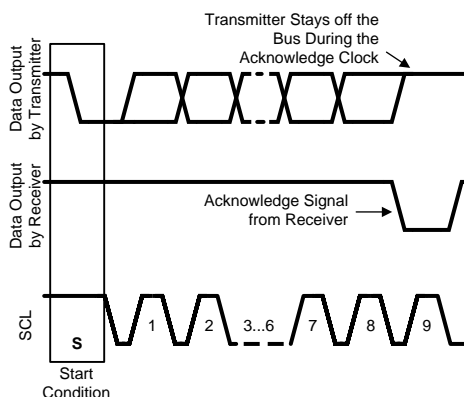 Transmitter Stays off the
Bus During the
Acknowledge Clock
Data Output
by Transmitter
Data Output
by Receiver
Acknowledge Signal
from Receiver
SCL
1 2 3...6 7 8 9
S
Start
Condition